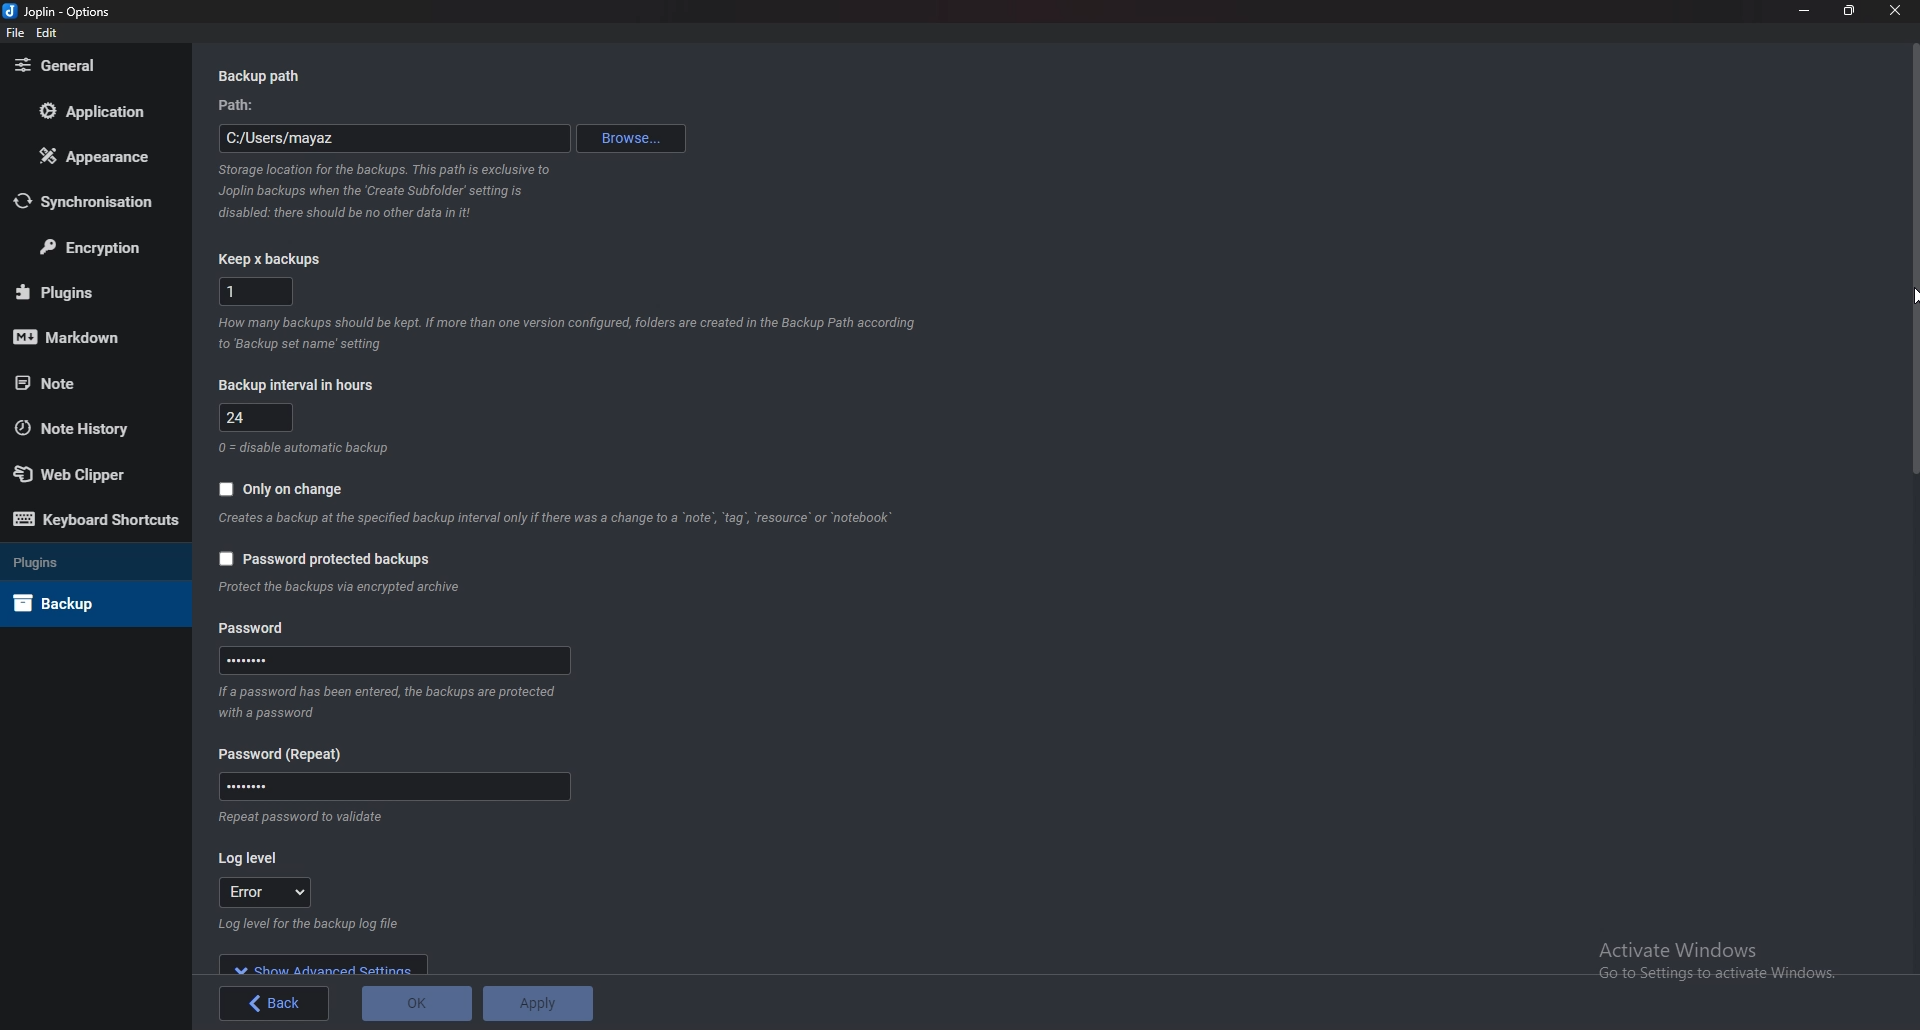 Joplin - Options
File Edit
General
Application
Appearance
Synchronisation
Encryption
Plugins
Markdown
Note
Note History
Web Clipper
Keyboard Shortcuts
Plugins
Backup
Backup path
Path:
C:/Users/mayaz
Browse...
Storage location for the backups. This path is exclusive to
Joplin backups when the 'Create Subfolder' setting is
disabled: there should be no other data in it!
Keep x backups
1
How many backups should be kept. If more than one version configured, folders are created in the Backup Path according
to 'Backup set name' setting
Backup interval in hours
24
0 = disable automatic backup
Only on change
Creates a backup at the specified backup interval only if there was a change to a `note`, `tag`, `resource` or `notebook`
Password protected backups
Protect the backups via encrypted archive
Password
••••••••
If a password has been entered, the backups are protected
with a password
Password (Repeat)
••••••••
Repeat password to validate
Log level
Error
Log level for the backup log file
Show Advanced Settings
Back
OK
Apply
Activate Windows
Go to Settings to activate Windows.